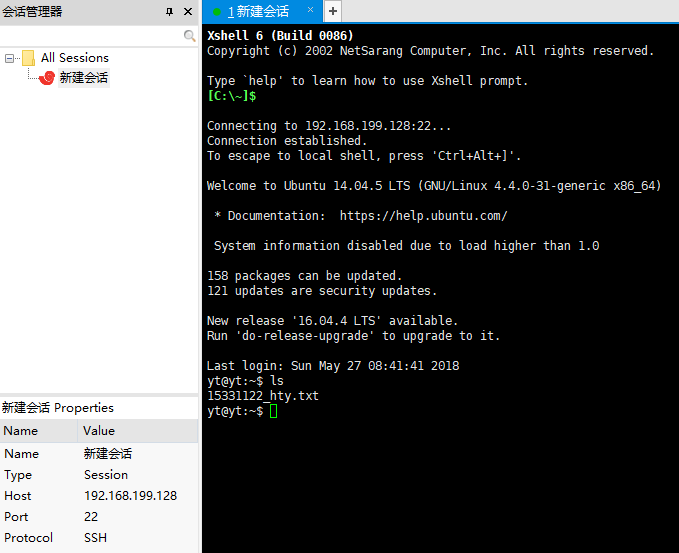 会话管理器
All Sessions
新建会话
新建会话 Properties
Name Value
Name 新建会话
Type Session
Host 192.168.199.128
Port 22
Protocol SSH
1 新建会话
Xshell 6 (Build 0086)
Copyright (c) 2002 NetSarang Computer, Inc. All rights reserved.
Type `help' to learn how to use Xshell prompt.
[C:\~]$
Connecting to 192.168.199.128:22...
Connection established.
To escape to local shell, press 'Ctrl+Alt+]'.
Welcome to Ubuntu 14.04.5 LTS (GNU/Linux 4.4.0-31-generic x86_64)
* Documentation:  https://help.ubuntu.com/
System information disabled due to load higher than 1.0
158 packages can be updated.
121 updates are security updates.
New release '16.04.4 LTS' available.
Run 'do-release-upgrade' to upgrade to it.
Last login: Sun May 27 08:41:41 2018
yt@yt:~$ ls
15331122_hty.txt
yt@yt:~$